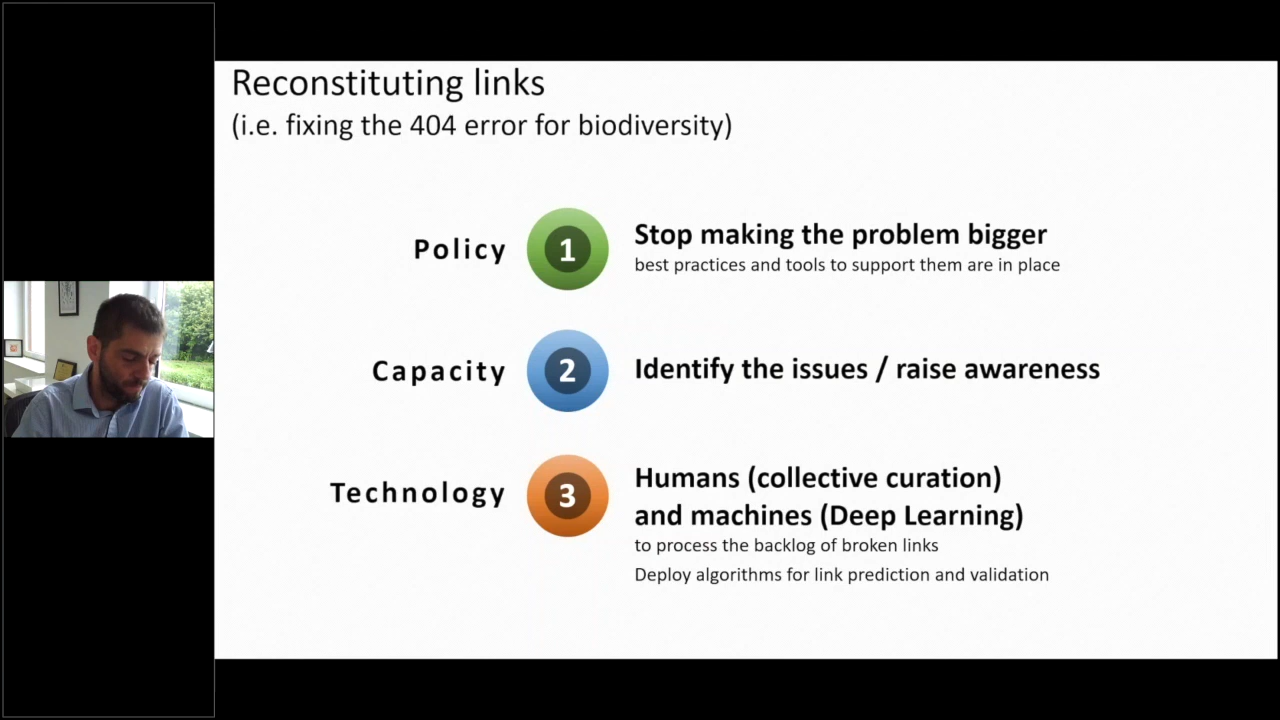 Reconstituting links
(i.e. fixing the 404 error for biodiversity)
Policy
1
Stop making the problem bigger
best practices and tools to support them are in place
Capacity
2
Identify the issues / raise awareness
Technology
3
Humans (collective curation)
and machines (Deep Learning)
to process the backlog of broken links
Deploy algorithms for link prediction and validation